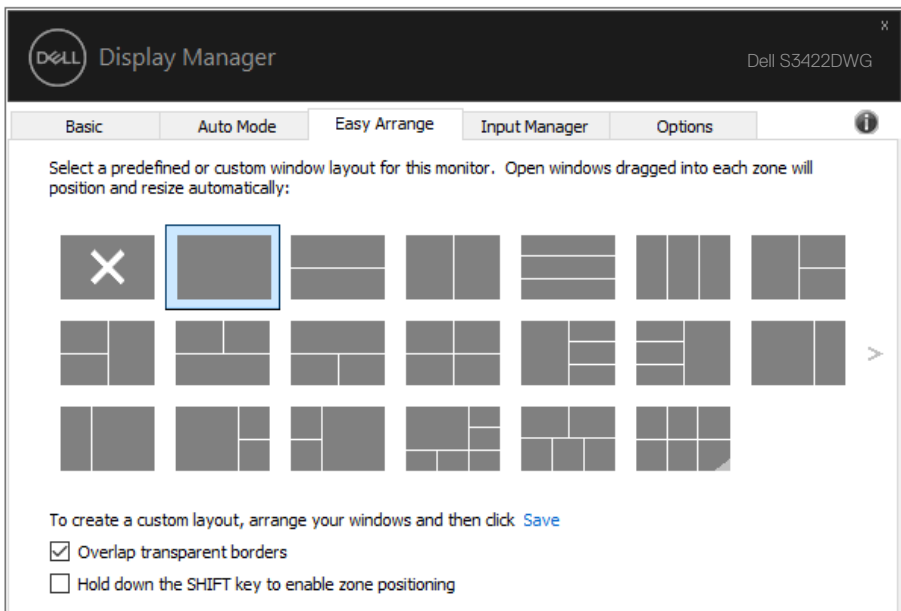 x
DELL Display Manager
Dell S3422DWG
Basic Auto Mode Easy Arrange Input Manager Options
Select a predefined or custom window layout for this monitor. Open windows dragged into each zone will
position and resize automatically:
To create a custom layout, arrange your windows and then click Save
Overlap transparent borders
Hold down the SHIFT key to enable zone positioning